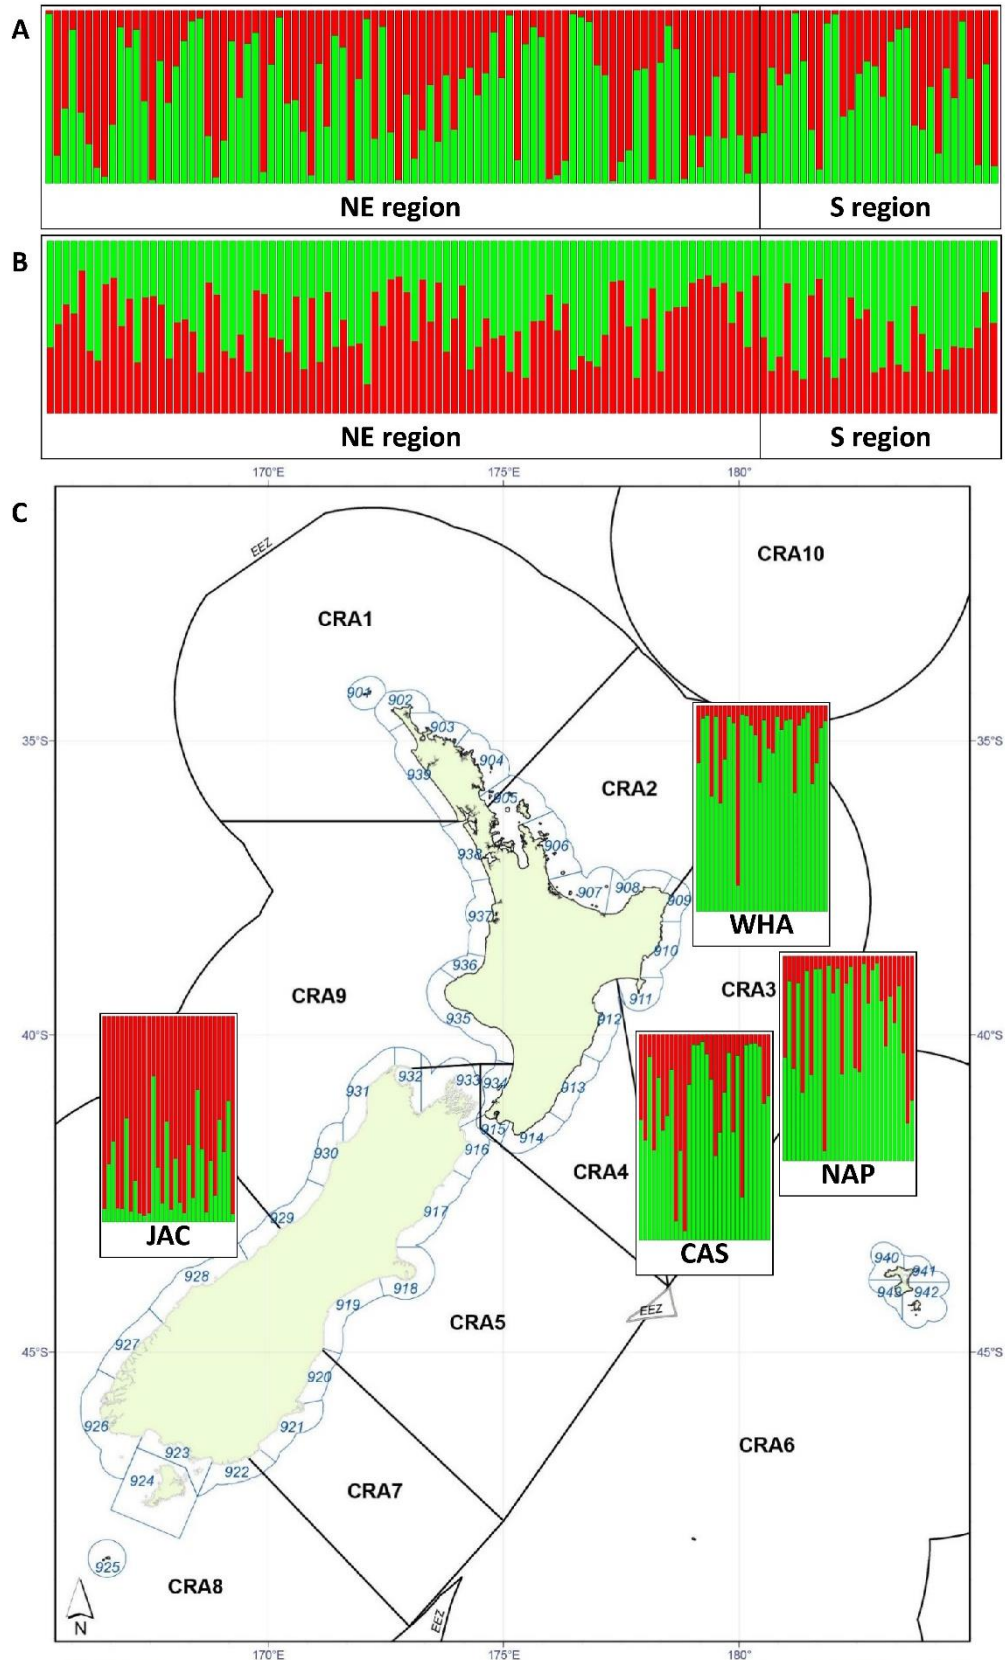 A
NE region
S region
B
NE region
S region
170°E
175°E
180°
C
EEZ
CRA10
CRA1
901
902
903
35°S
35°S
904
939
905
CRA2
906
938
907
908
WHA
909
937
910
936
CRA9
CRA3
911
935
912
40°S
40°S
932
933
934
931
913
915
914
916
930
CRA4
NAP
917
929
JAC
CAS
940
941
928
918
943
942
919
EEZ
CRA5
927
45°S
45°S
920
926
921
CRA6
923
922
924
CRA7
925
CRA8
N
EEZ
170°E
175°E
180°